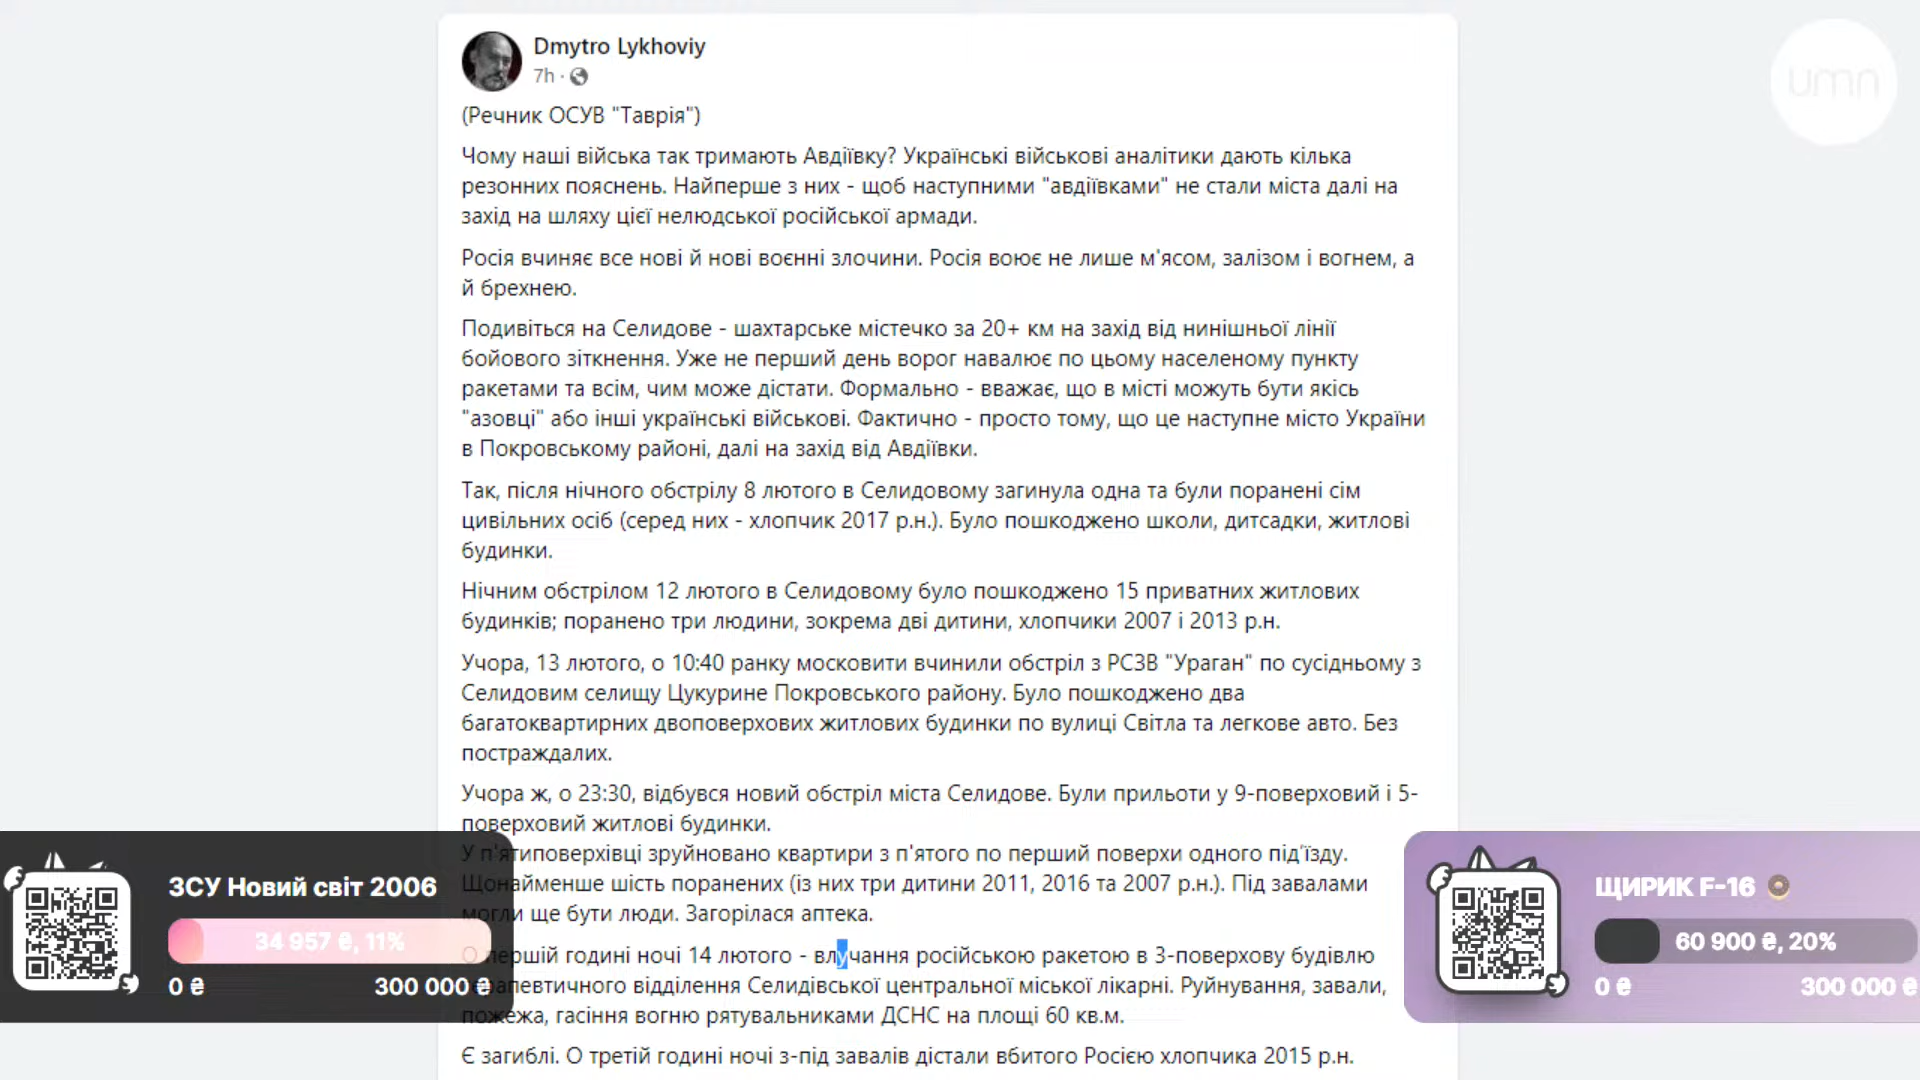 Dmytro Lykhoviy
7h ·
umn
(Речник ОСУВ "Таврія")
Чому наші війська так тримають Авдіївку? Українські військові аналітики дають кілька
резонних пояснень. Найперше з них - щоб наступними "авдіївками" не стали міста далі на
захід на шляху цієї нелюдської російської армади.
Росія вчиняє все нові й нові воєнні злочини. Росія воює не лише м'ясом, залізом і вогнем, а
й брехнею.
Подивіться на Селидове - шахтарське містечко за 20+ км на захід від нинішньої лінії
бойового зіткнення. Уже не перший день ворог навалює по цьому населеному пункту
ракетами та всім, чим може дістати. Формально - вважає, що в місті можуть бути якісь
"азовці" або інші українські військові. Фактично - просто тому, що це наступне місто України
в Покровському районі, далі на захід від Авдіївки.
Так, після нічного обстрілу 8 лютого в Селидовому загинула одна та були поранені сім
цивільних осіб (серед них - хлопчик 2017 р.н.). Було пошкоджено школи, дитсадки, житлові
будинки.
Нічним обстрілом 12 лютого в Селидовому було пошкоджено 15 приватних житлових
будинків; поранено три людини, зокрема дві дитини, хлопчики 2007 і 2013 р.н.
Учора, 13 лютого, о 10:40 ранку московити вчинили обстріл з РСЗВ "Ураган" по сусідньому з
Селидовим селищу Цукурине Покровського району. Було пошкоджено два
багатоквартирних двоповерхових житлових будинки по вулиці Світла та легкове авто. Без
постраждалих.
Учора ж, о 23:30, відбувся новий обстріл міста Селидове. Були прильоти у 9-поверховий і 5-
поверховий житлові будинки.
У п'ятиповерхівці зруйновано квартири з п'ятого по перший поверхи одного під'їзду.
Щонайменше шість поранених (із них три дитини 2011, 2016 та 2007 р.н.). Під завалами
могли ще бути люди. Загорілася аптека.
О першій годині ночі 14 лютого - влучання російською ракетою в 3-поверхову будівлю
терапевтичного відділення Селидівської центральної міської лікарні. Руйнування, завали,
пожежа, гасіння вогню рятувальниками ДСНС на площі 60 кв.м.
Є загиблі. О третій годині ночі з-під завалів дістали вбитого Росією хлопчика 2015 р.н.
ЗСУ Новий світ 2006
34 957 ₴, 11%
0 ₴ 300 000 ₴
ЩИРИК F-16
60 900 ₴, 20%
0 ₴ 300 000 ₴